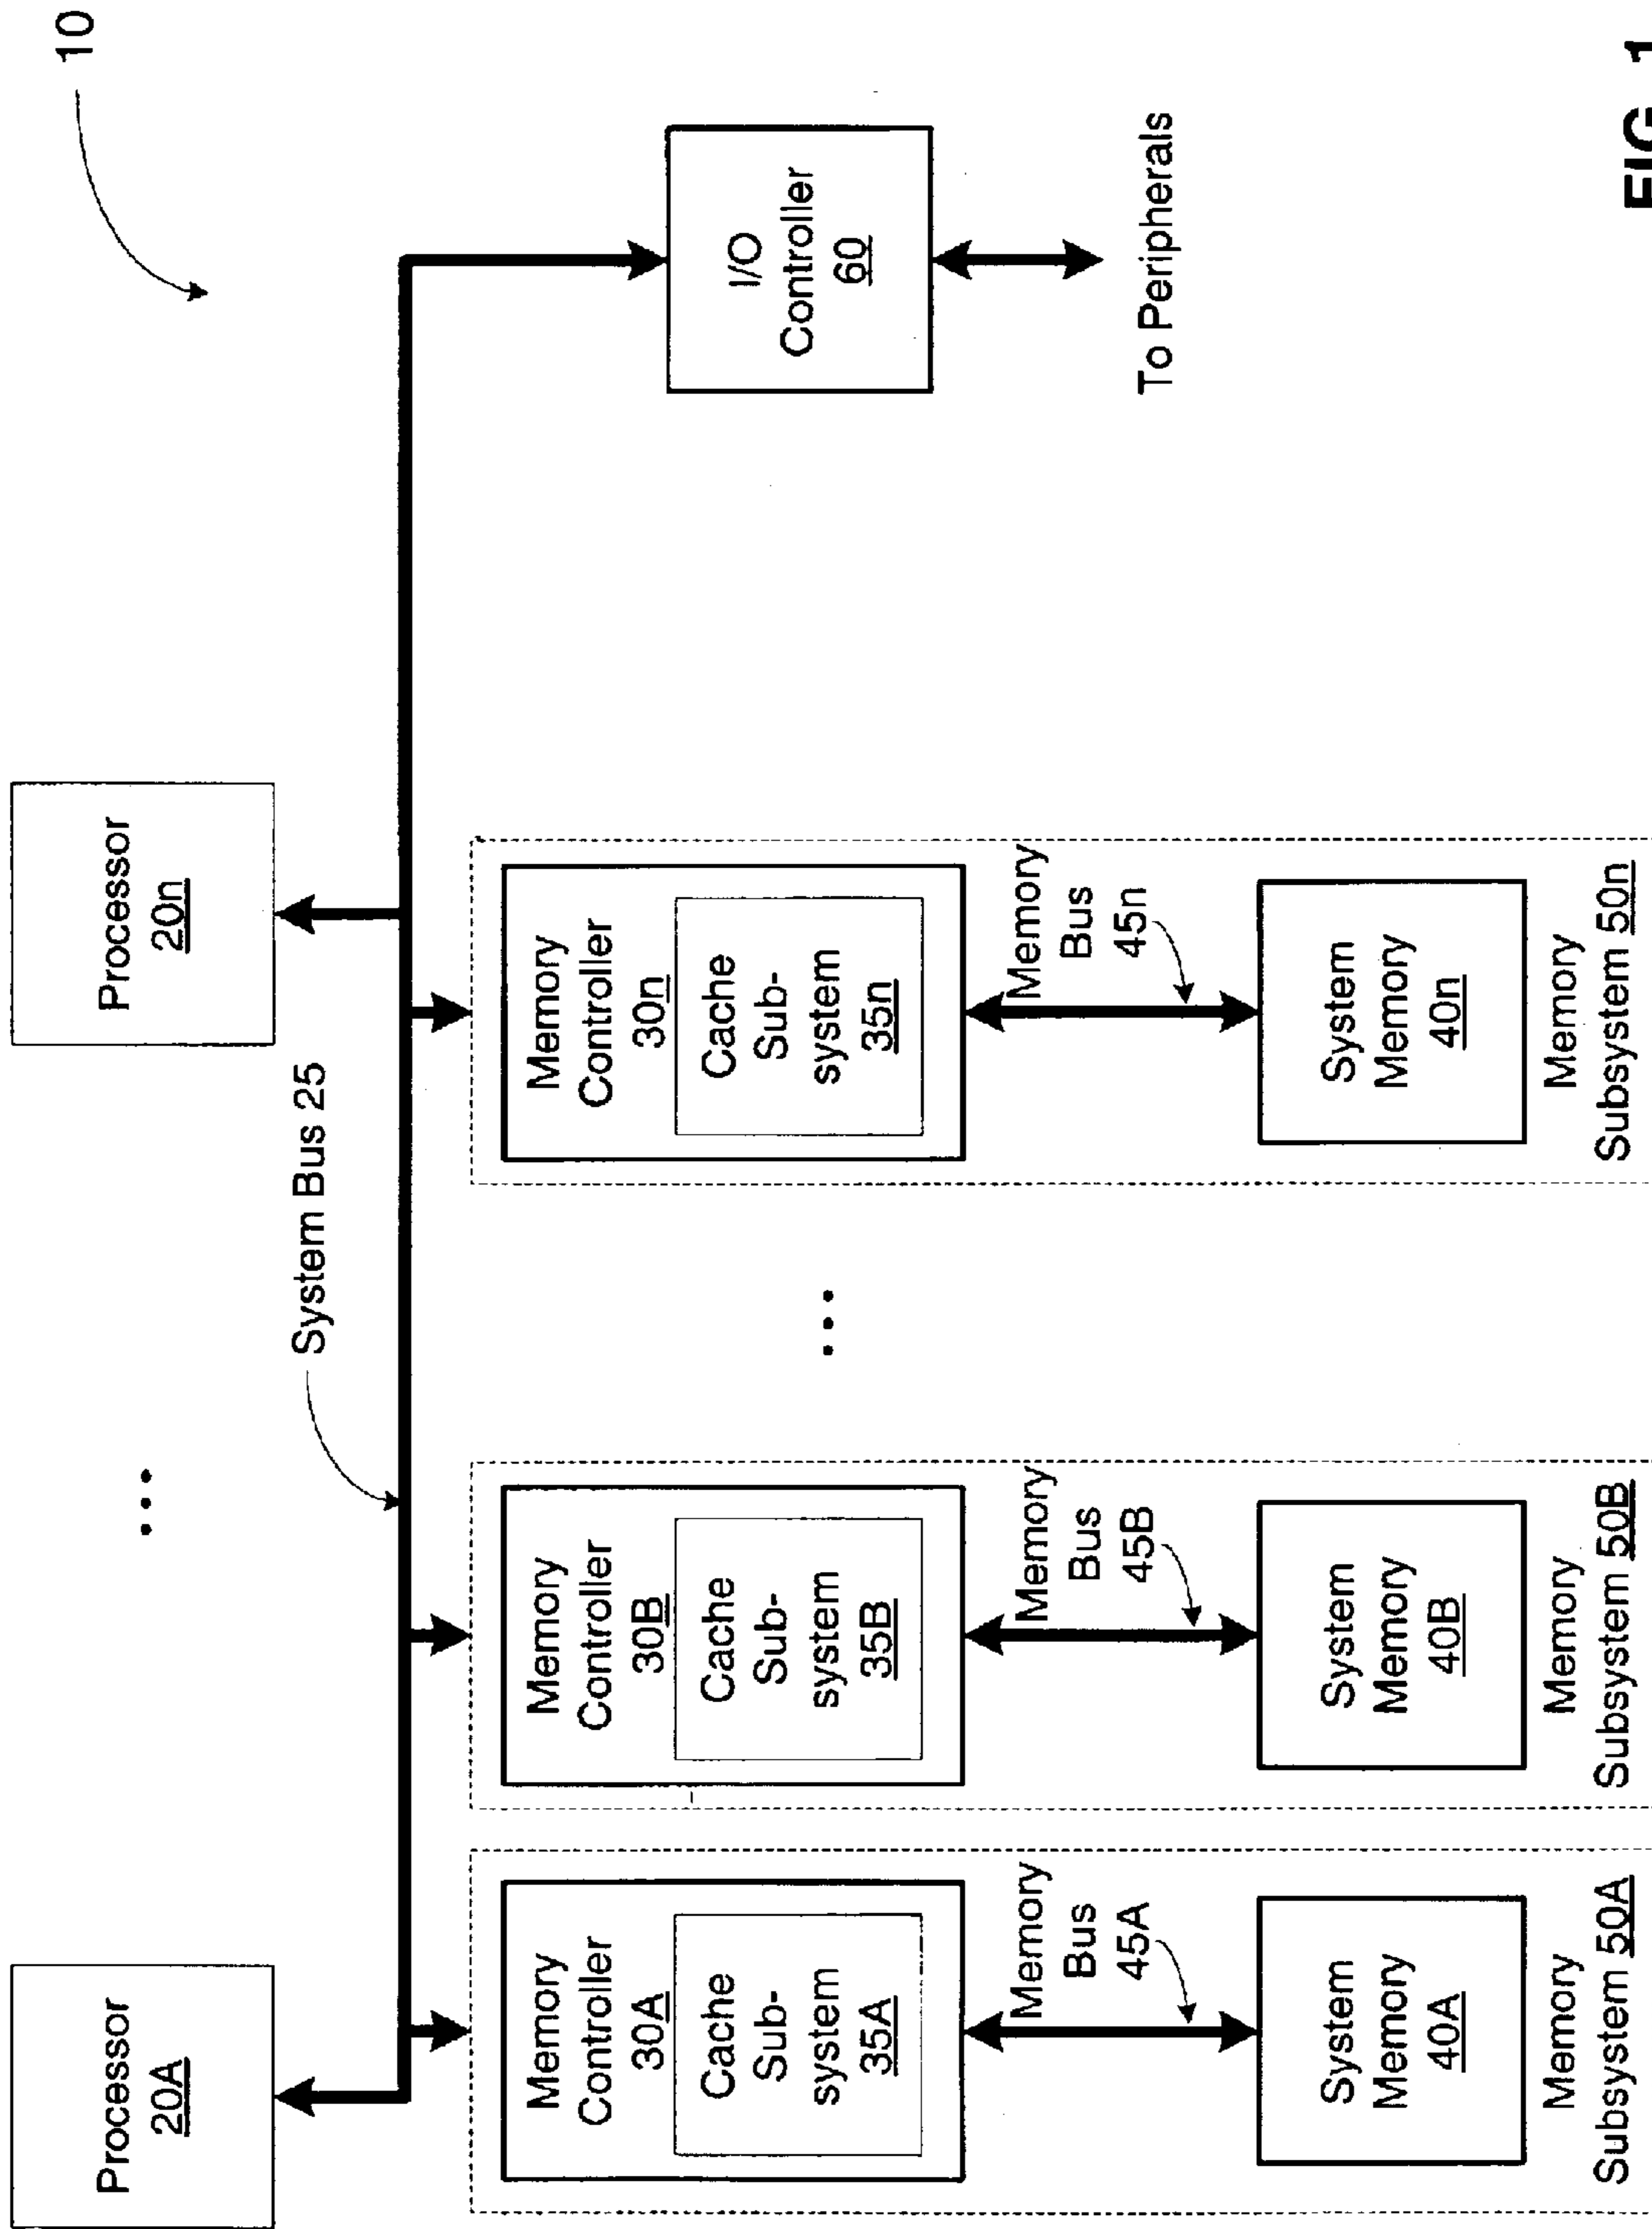 10
Processor
20A
...
Processor
20n
System Bus 25
Memory
Controller
30A
Cache
Sub-
system
35A
Memory
Bus
45A
System
Memory
40A
Memory
Subsystem 50A
Memory
Controller
30B
Cache
Sub-
system
35B
Memory
Bus
45B
System
Memory
40B
Memory
Subsystem 50B
...
Memory
Controller
30n
Cache
Sub-
system
35n
Memory
Bus
45n
System
Memory
40n
Memory
Subsystem 50n
I/O
Controller
60
To Peripherals
FIG. 1